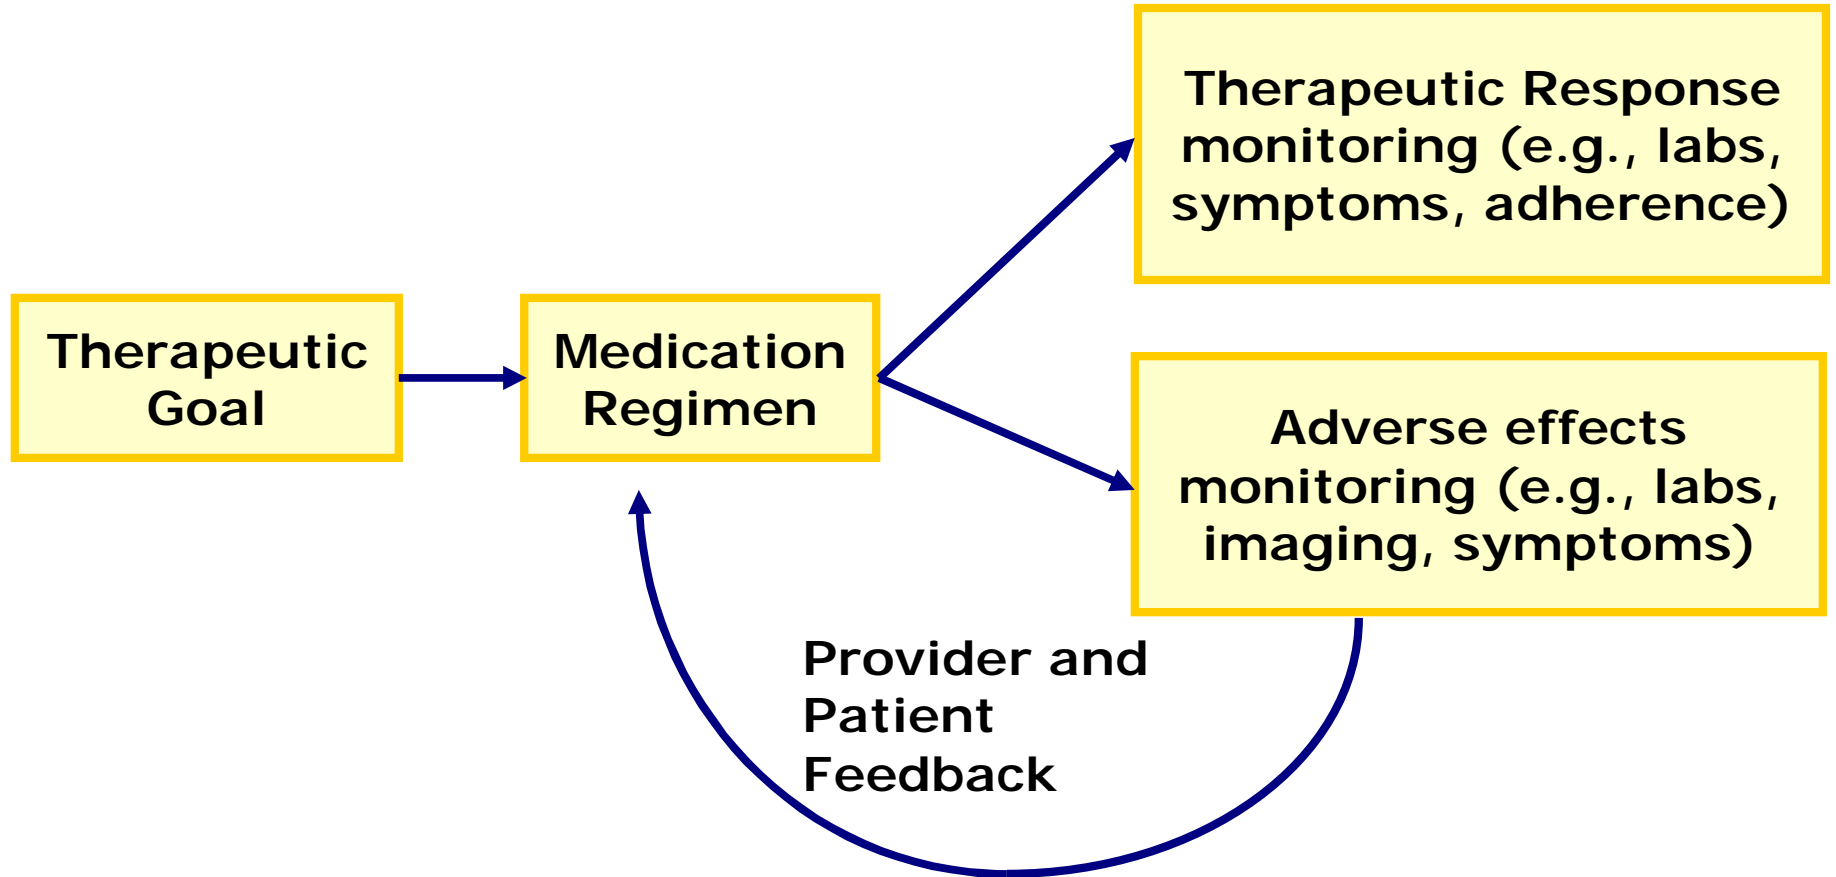 Therapeutic Response
monitoring (e.g., labs,
symptoms, adherence)
Therapeutic
Goal
Medication
Regimen
Adverse effects
monitoring (e.g., labs,
imaging, symptoms)
Provider and
Patient
Feedback